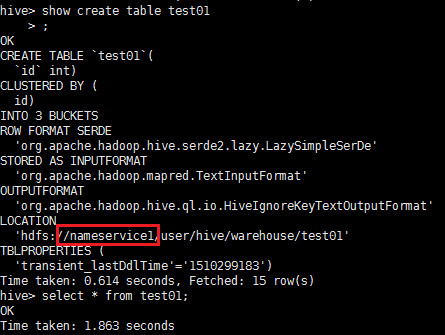 hive> show create table test01
    > ;
OK
CREATE TABLE `test01`(
  `id` int)
CLUSTERED BY (
  id)
INTO 3 BUCKETS
ROW FORMAT SERDE
  'org.apache.hadoop.hive.serde2.lazy.LazySimpleSerDe'
STORED AS INPUTFORMAT
  'org.apache.hadoop.mapred.TextInputFormat'
OUTPUTFORMAT
  'org.apache.hadoop.hive.ql.io.HiveIgnoreKeyTextOutputFormat'
LOCATION
  'hdfs://nameservice1/user/hive/warehouse/test01'
TBLPROPERTIES (
  'transient_lastDdlTime'='1510299183')
Time taken: 0.614 seconds, Fetched: 15 row(s)
hive> select * from test01;
OK
Time taken: 1.863 seconds